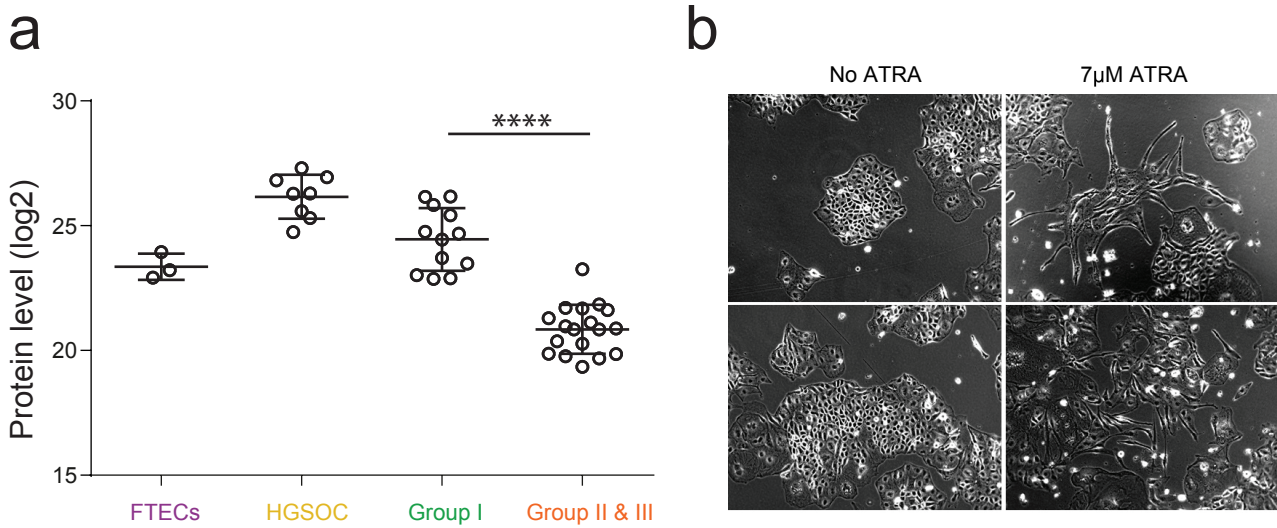 a
b
No ATRA
7µM ATRA
30
25
20
15
Protein level (log2)
****
FTECs
HGSOC
Group I
Group II & III